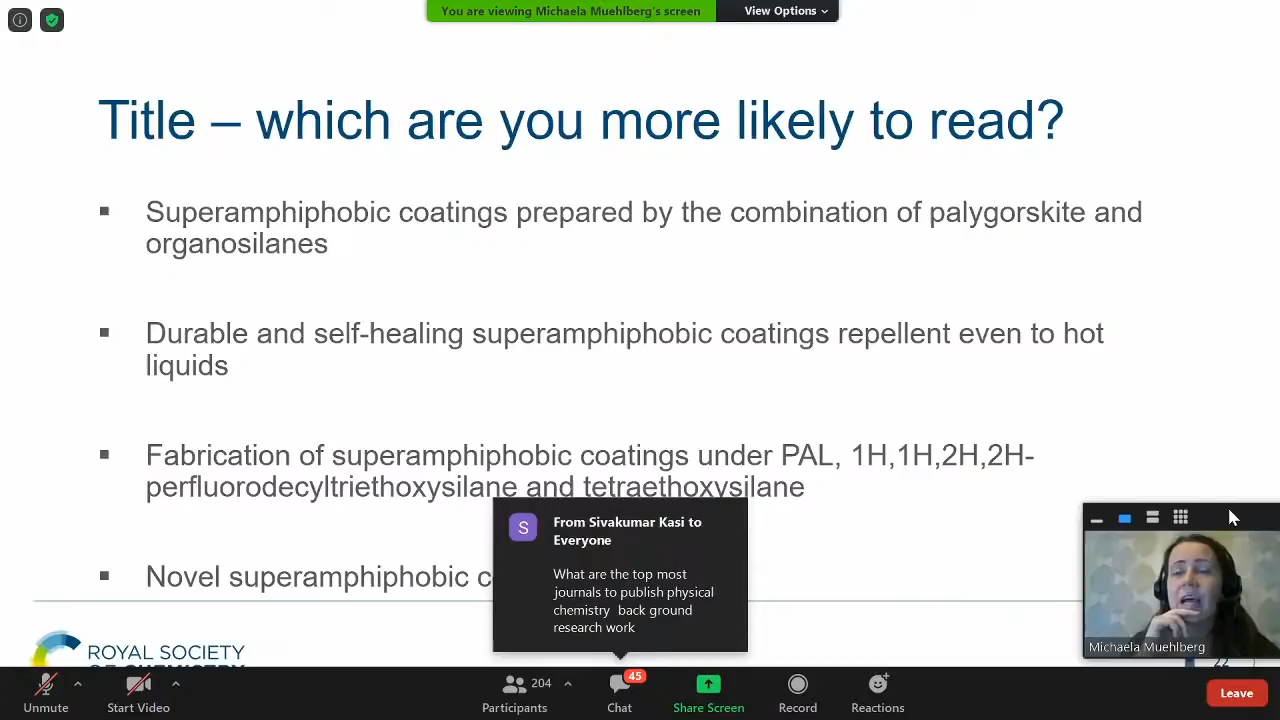 You are viewing Michaela Muehlberg's screen
View Options
Title – which are you more likely to read?
Superamphiphobic coatings prepared by the combination of palygorskite and
organosilanes
Durable and self-healing superamphiphobic coatings repellent even to hot
liquids
Fabrication of superamphiphobic coatings under PAL, 1H,1H,2H,2H-
perfluorodecyltriethoxysilane and tetraethoxysilane
Novel superamphiphobic
S
From Sivakumar Kasi to
Everyone
What are the top most
journals to publish physical
chemistry back ground
research work
Michaela Muehlberg
ROYAL SOCIETY
OF CHEMISTRY
22
Unmute
Start Video
204
Participants
45
Chat
Share Screen
Record
Reactions
Leave